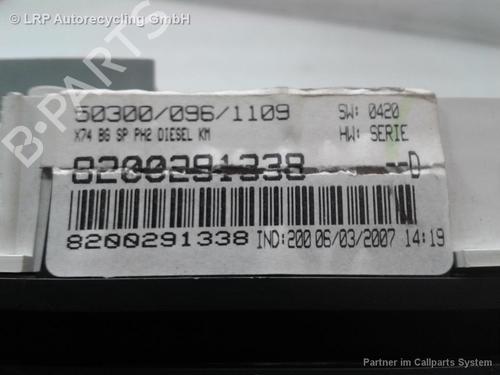 © LRP Autorecycling GmbH
B-PARTS
50300/096/1109
SW: 0420
X74 BG SP PH2 DIESEL KM
HW: SERIE
8200291338 --D
8200291338 IND:200 06/03/2007 14:19
Partner im Callparts System